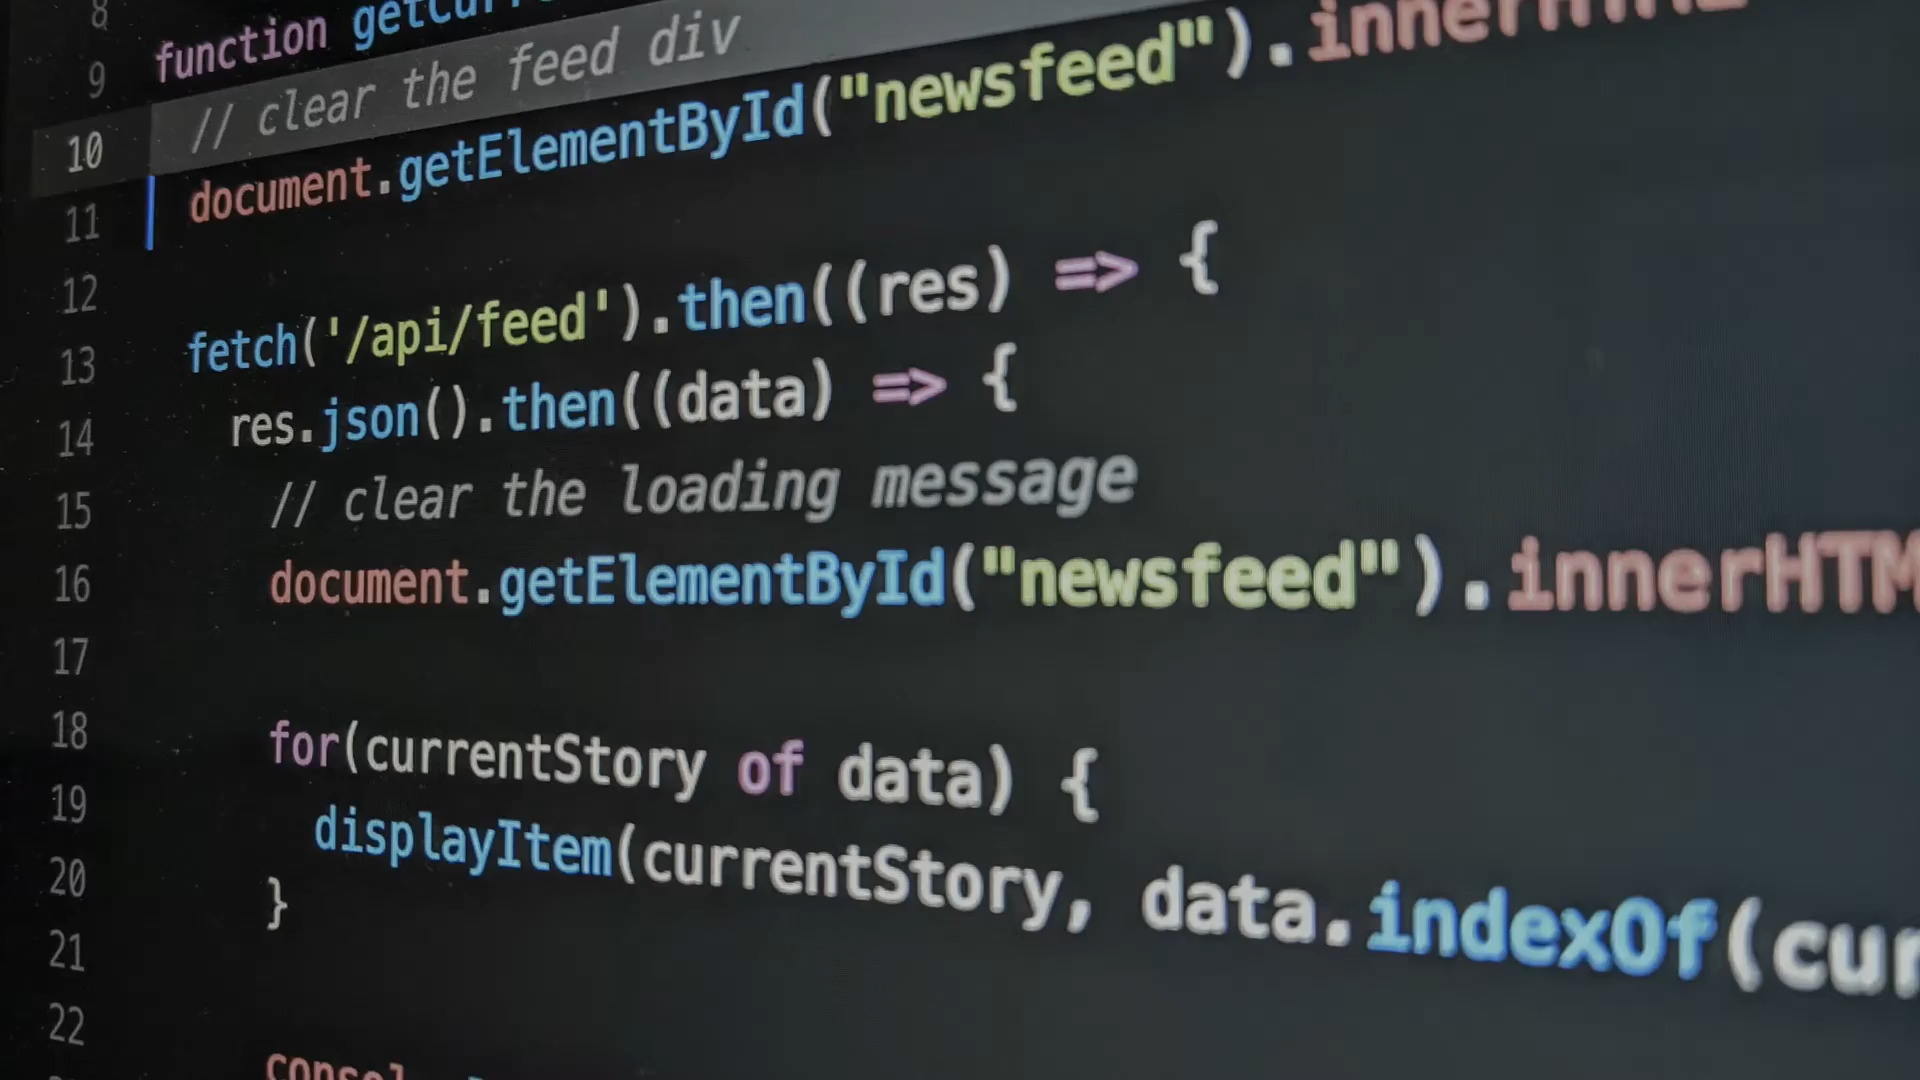 8
9 function
10 // clear the feed div
11 document.getElementById("newsfeed").
12
13 fetch('/api/feed').then((res) => {
14 res.json().then((data) => {
15 // clear the loading message
16 document.getElementById("newsfeed").innerHTM
17
18 for(currentStory of data) {
19 displayItem(currentStory, data.indexOf(cur
20 }
21
22